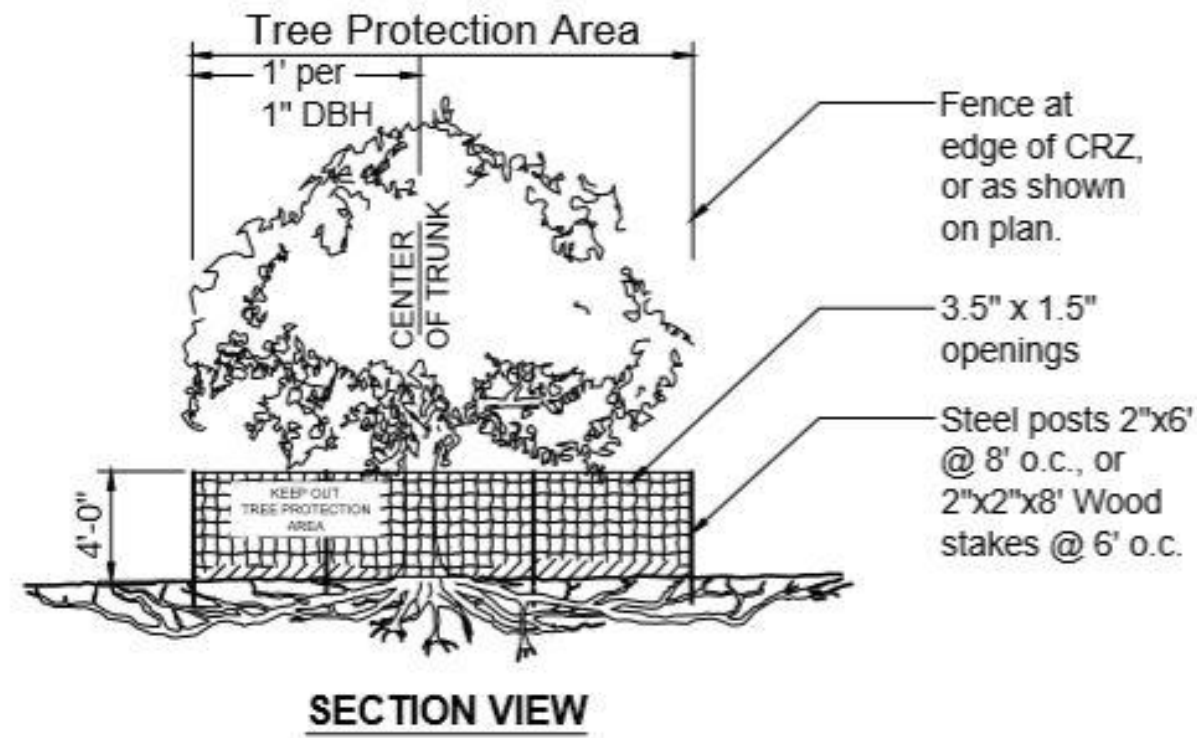 Tree Protection Area
1' per
1" DBH
CENTER
OF TRUNK
Fence at
edge of CRZ,
or as shown
on plan.
3.5" x 1.5"
openings
Steel posts 2"x6'
@ 8' o.c., or
2"x2"x8' Wood
stakes @ 6' o.c.
KEEP OUT
TREE PROTECTION
AREA
4'-0"
SECTION VIEW